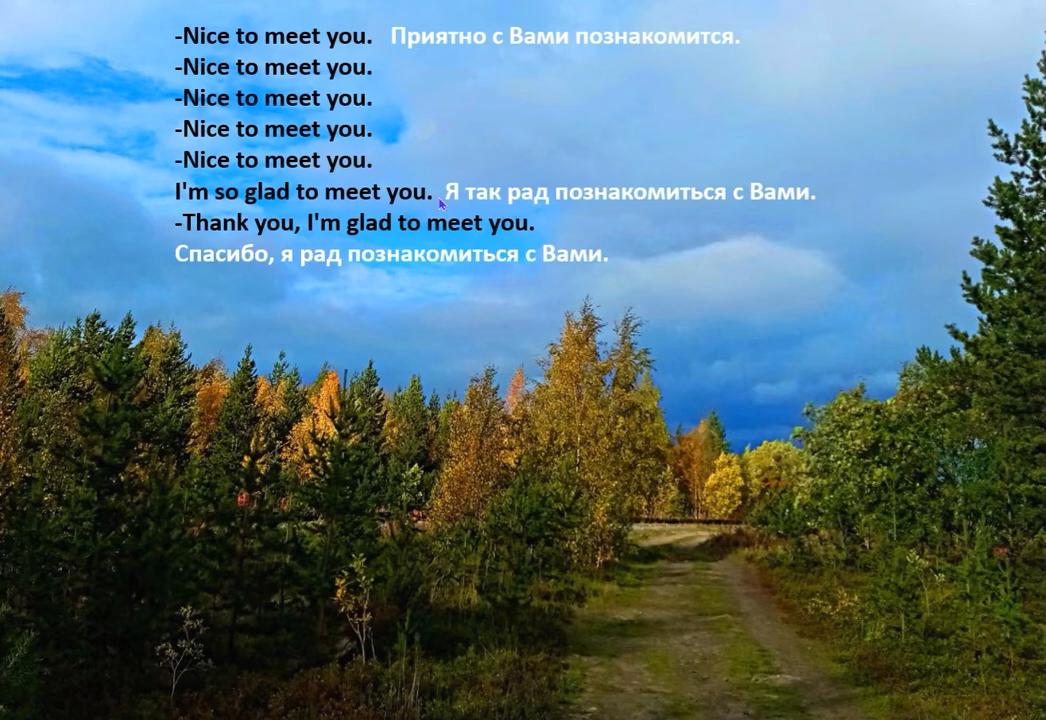 -Nice to meet you. Приятно с Вами познакомится.
-Nice to meet you.
-Nice to meet you.
-Nice to meet you.
-Nice to meet you.
I'm so glad to meet you. Я так рад познакомиться с Вами.
-Thank you, I'm glad to meet you.
Спасибо, я рад познакомиться с Вами.